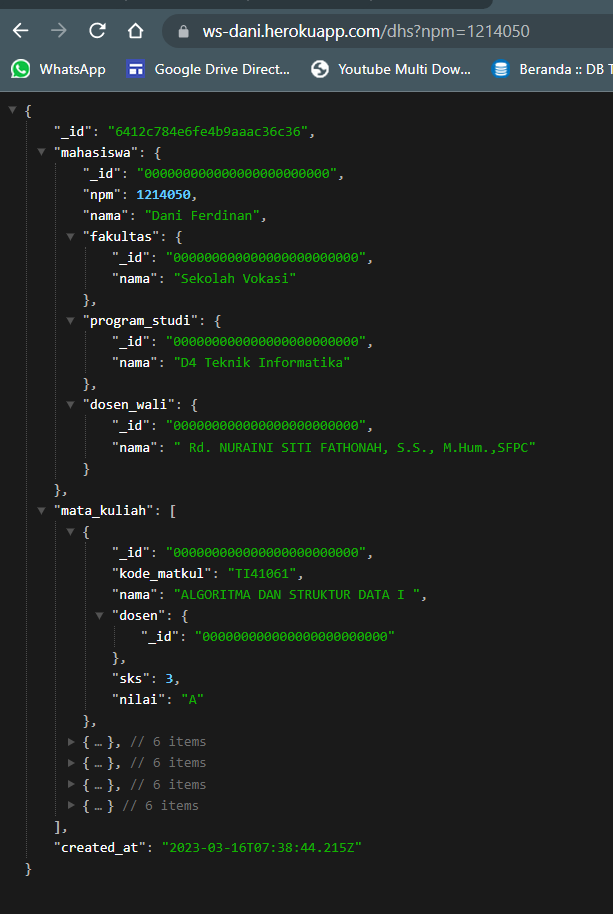 ws-dani.herokuapp.com/dhs?npm=1214050
WhatsApp Google Drive Direct... Youtube Multi Dow... Beranda :: DB T
{
"_id": "6412c784e6fe4b9aaac36c36",
"mahasiswa": {
"_id": "000000000000000000000000",
"npm": 1214050,
"nama": "Dani Ferdinan",
"fakultas": {
"_id": "000000000000000000000000",
"nama": "Sekolah Vokasi"
},
"program_studi": {
"_id": "000000000000000000000000",
"nama": "D4 Teknik Informatika"
},
"dosen_wali": {
"_id": "000000000000000000000000",
"nama": " Rd. NURAINI SITI FATHONAH, S.S., M.Hum.,SFPC"
}
},
"mata_kuliah": [
{
"_id": "000000000000000000000000",
"kode_matkul": "TI41061",
"nama": "ALGORITMA DAN STRUKTUR DATA I ",
"dosen": {
"_id": "000000000000000000000000"
},
"sks": 3,
"nilai": "A"
},
{ … }, // 6 items
{ … }, // 6 items
{ … }, // 6 items
{ … } // 6 items
],
"created_at": "2023-03-16T07:38:44.215Z"
}